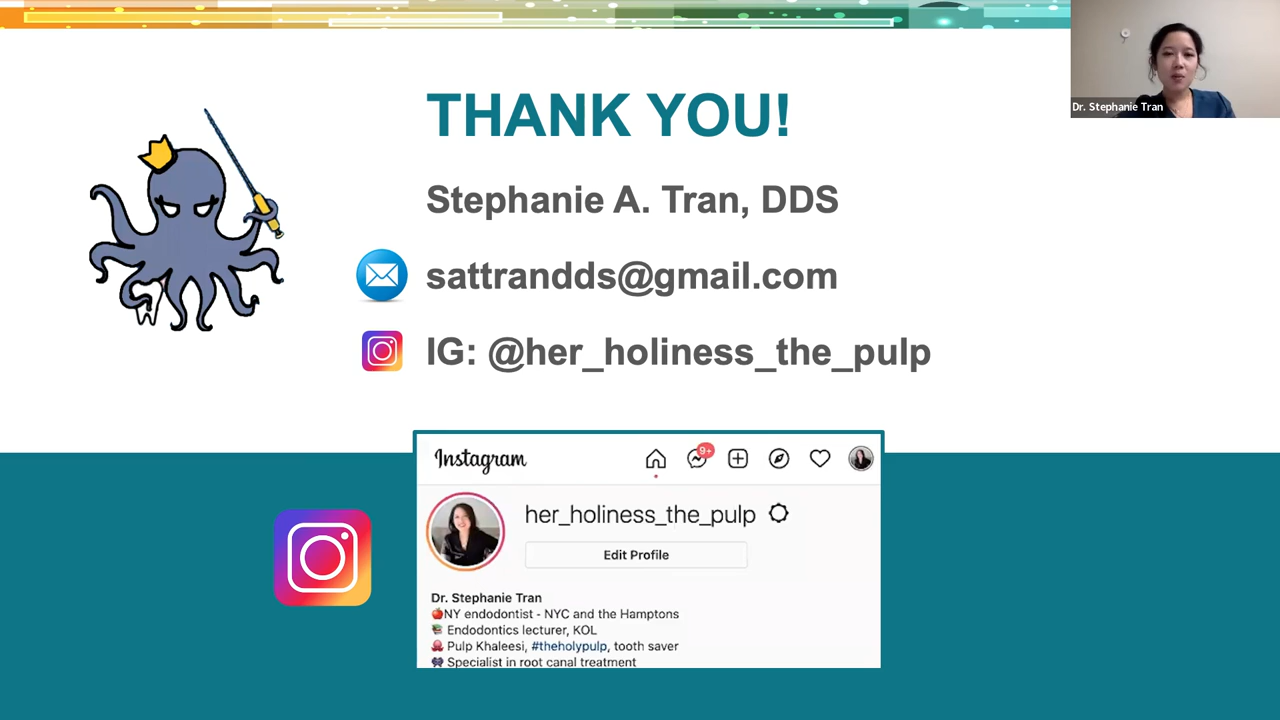 THANK YOU!
Dr. Stephanie Tran
Stephanie A. Tran, DDS
sattrandds@gmail.com
IG: @her_holiness_the_pulp
Instagram
9+
her_holiness_the_pulp
Edit Profile
Dr. Stephanie Tran
🍎NY endodontist - NYC and the Hamptons
📚 Endodontics lecturer, KOL
🐙 Pulp Khaleesi, #theholypulp, tooth saver
Specialist in root canal treatment